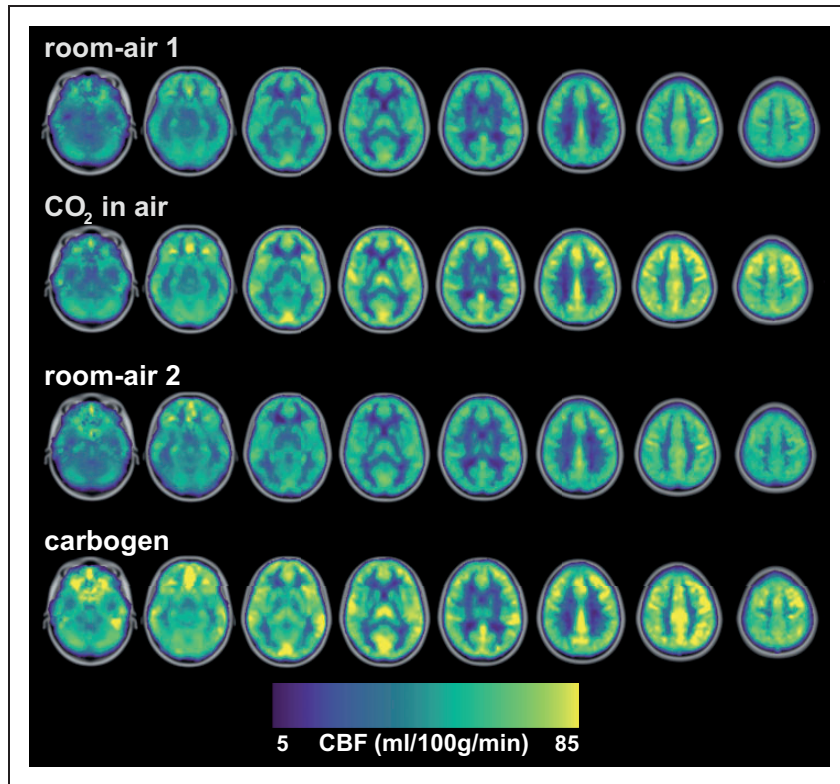 room-air 1
CO₂ in air
room-air 2
carbogen
5 CBF (ml/100g/min) 85